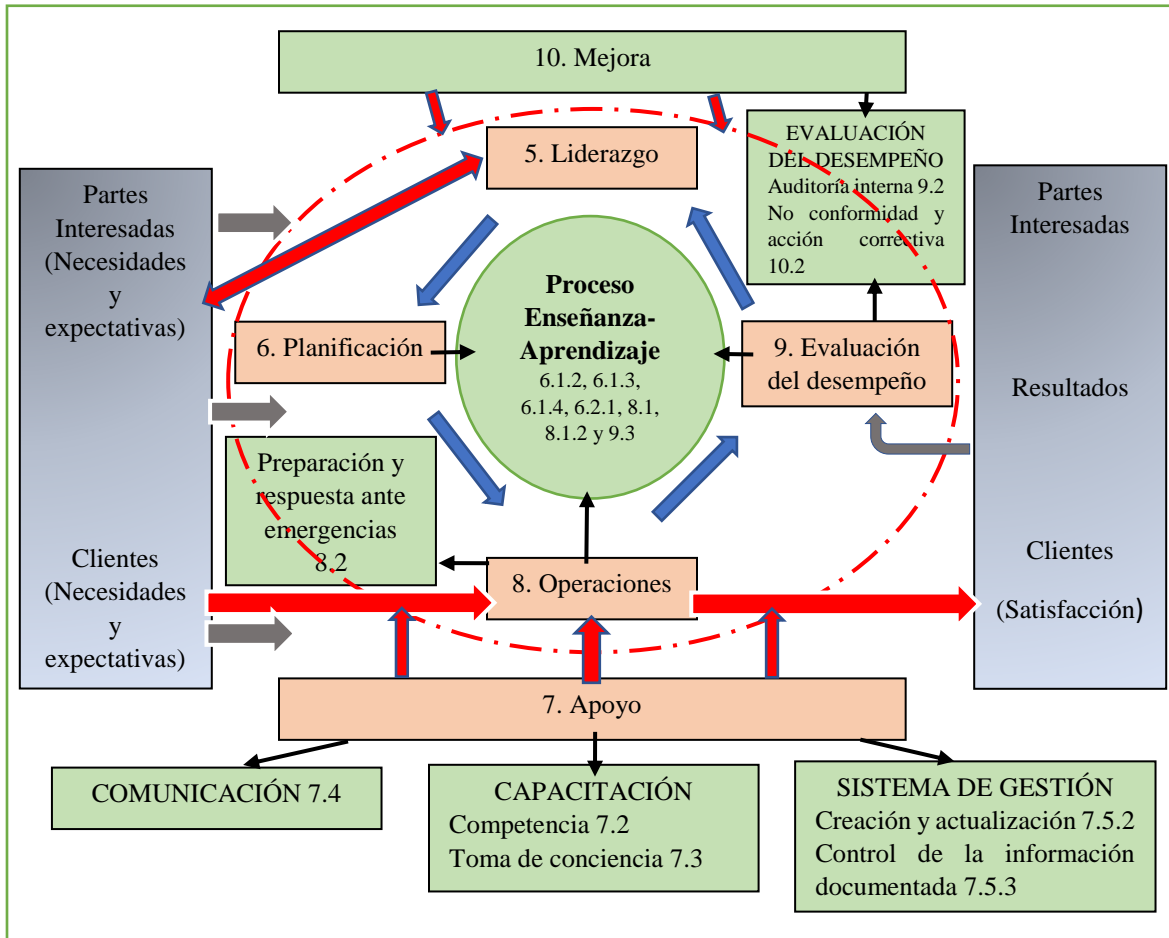 10. Mejora
5. Liderazgo
EVALUACIÓN
DEL DESEMPEÑO
Auditoría interna 9.2
No conformidad y
acción correctiva
10.2
Partes
Interesadas
(Necesidades
y
expectativas)
Clientes
(Necesidades
y
expectativas)
6. Planificación
Proceso
Enseñanza-
Aprendizaje
6.1.2, 6.1.3,
6.1.4, 6.2.1, 8.1,
8.1.2 y 9.3
9. Evaluación
del desempeño
Partes
Interesadas
Resultados
Clientes
(Satisfacción)
Preparación y
respuesta ante
emergencias
8.2
8. Operaciones
7. Apoyo
COMUNICACIÓN 7.4
CAPACITACIÓN
Competencia 7.2
Toma de conciencia 7.3
SISTEMA DE GESTIÓN
Creación y actualización 7.5.2
Control de la información
documentada 7.5.3